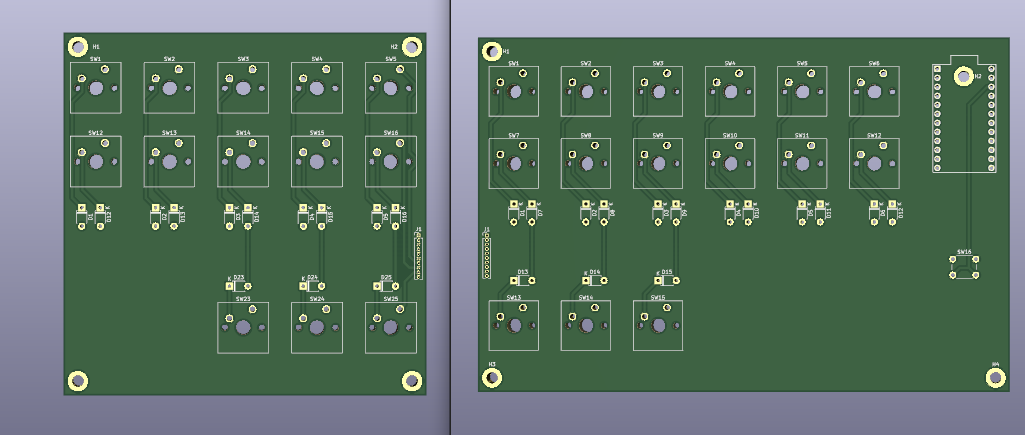 H1 H2
SW1 SW2 SW3 SW4 SW5
SW12 SW13 SW14 SW15 SW16
K K K K K K K K K K
D1 D12 D2 D13 D3 D14 D4 D15 D5 D16
J1
K D23 K D24 K D25
SW23 SW24 SW25
H1
SW1 SW2 SW3 SW4 SW5 SW6
H2
SW7 SW8 SW9 SW10 SW11 SW12
K K K K K K K K K K K K
D1 D7 D2 D8 D3 D9 D4 D10 D5 D11 D6 D12
J1
SW16
D13 K D14 K D15
SW13 SW14 SW15
H3 H4